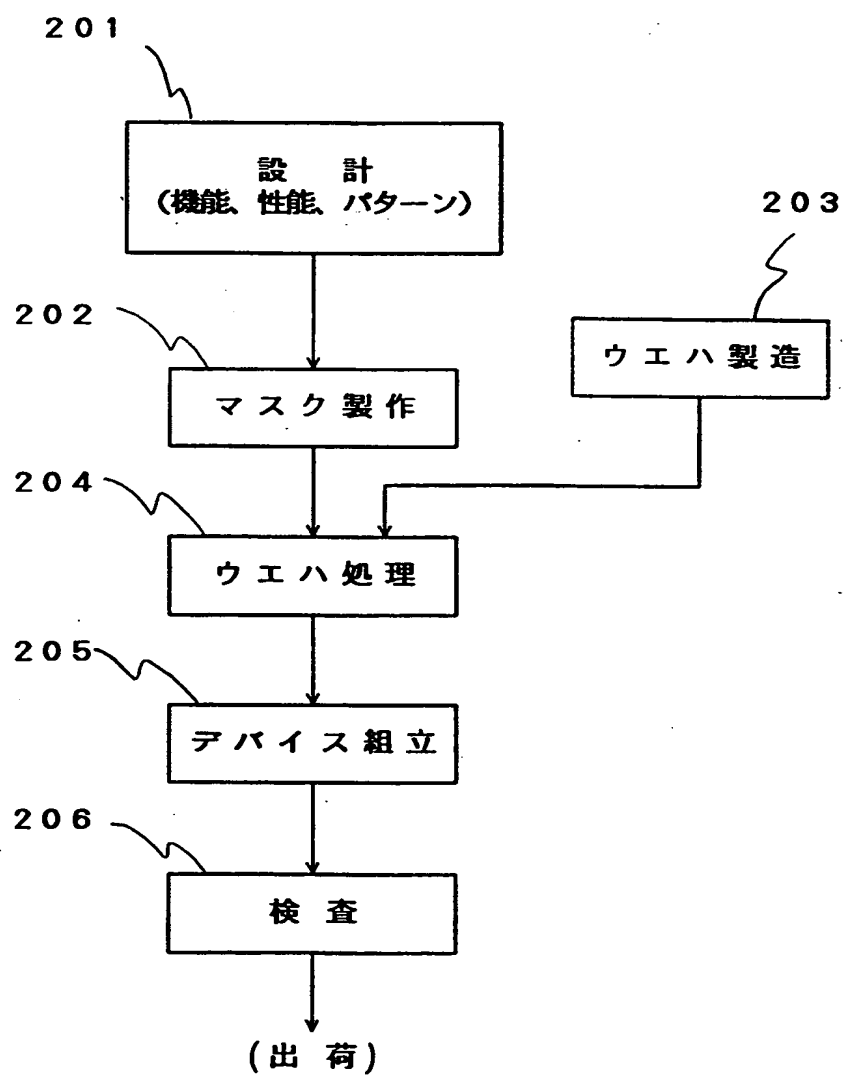 201
設計
(機能、性能、パターン)
203
202
ウエハ製造
マスク製作
204
ウエハ処理
205
デバイス組立
206
検査
(出荷)